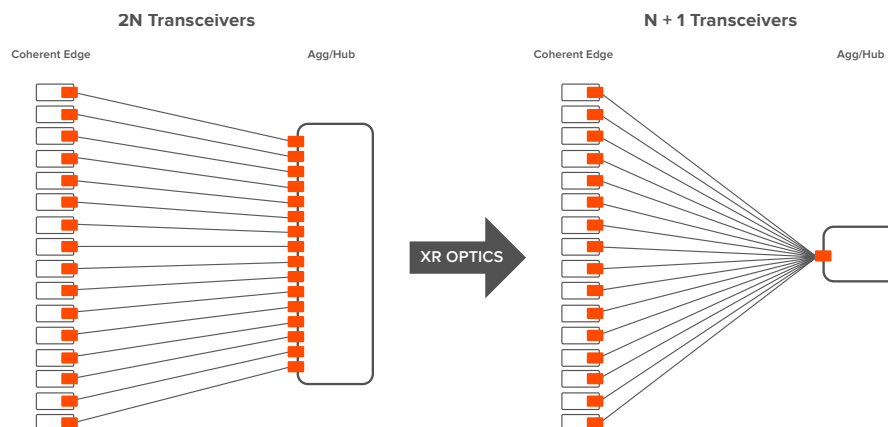 2N Transceivers
N + 1 Transceivers
Coherent Edge
Agg/Hub
Coherent Edge
Agg/Hub
XR OPTICS